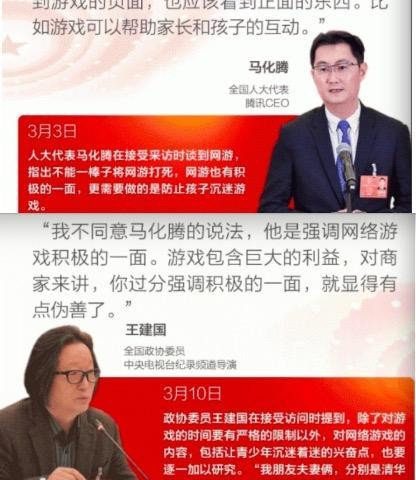 到游戏的负面，也应该看到正面的东西。比
如游戏可以帮助家长和孩子的互动。”
马化腾
全国人大代表
腾讯CEO
3月3日
人大代表马化腾在接受采访时谈到网游，
指出不能一棒子将网游打死，网游也有积
极的一面，更需要做的是防止孩子沉迷游
戏。
“我不同意马化腾的说法，他是强调网络游
戏积极的一面。游戏包含巨大的利益，对商
家来讲，你过分强调积极的一面，就显得有
点伪善了。”
王建国
全国政协委员
中央电视台纪录频道导演
3月10日
政协委员王建国在接受访问时提到，除了对游
戏的时间要有严格的限制以外，对网络游戏的
内容，包括让青少年沉迷着迷的兴奋点，也要
逐一加以研究。“我朋友夫妻俩，分别是清华